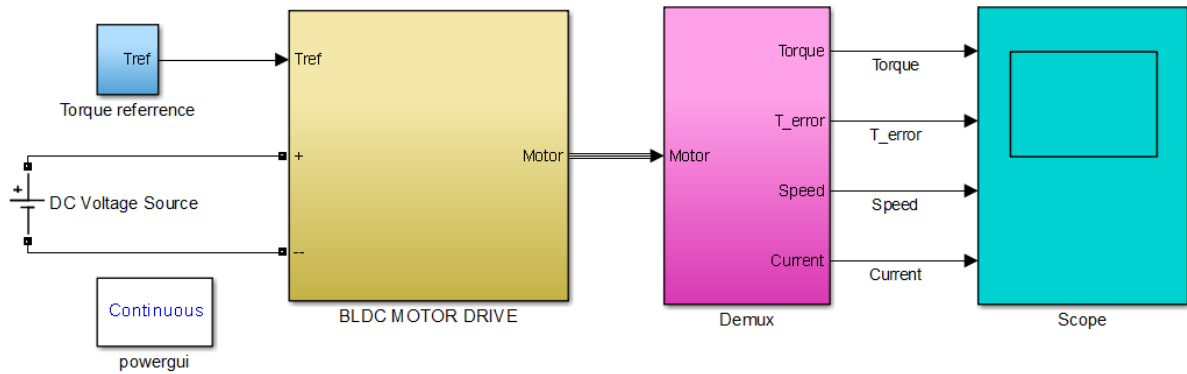 Tref
Torque referrence
+
DC Voltage Source
Continuous
powergui
Tref
+
--
Motor
BLDC MOTOR DRIVE
Motor
Torque
T_error
Speed
Current
Demux
Torque
T_error
Speed
Current
Scope